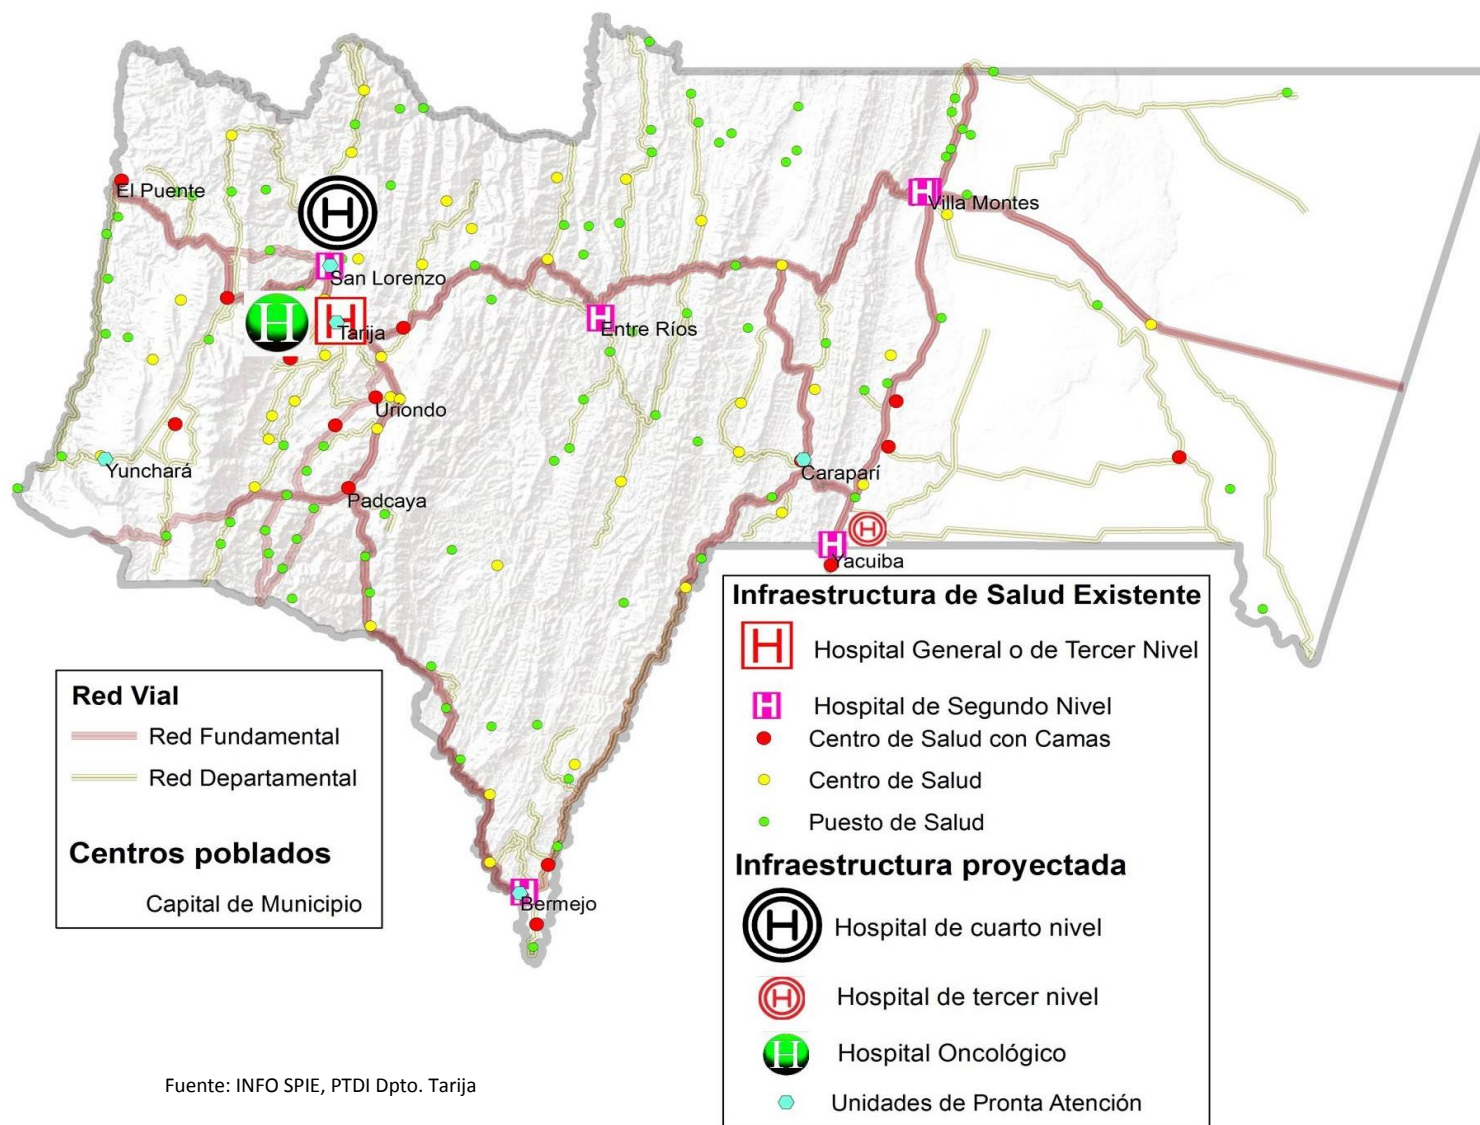 El Puente
San Lorenzo
Tarija
Entre Ríos
Villa Montes
Uriondo
Yunchará
Padcaya
Caraparí
Yacuiba
Bermejo
Red Vial
Red Fundamental
Red Departamental
Centros poblados
Capital de Municipio
Infraestructura de Salud Existente
H Hospital General o de Tercer Nivel
H Hospital de Segundo Nivel
Centro de Salud con Camas
Centro de Salud
Puesto de Salud
Infraestructura proyectada
H Hospital de cuarto nivel
H Hospital de tercer nivel
H Hospital Oncológico
Unidades de Pronta Atención
Fuente: INFO SPIE, PTDI Dpto. Tarija